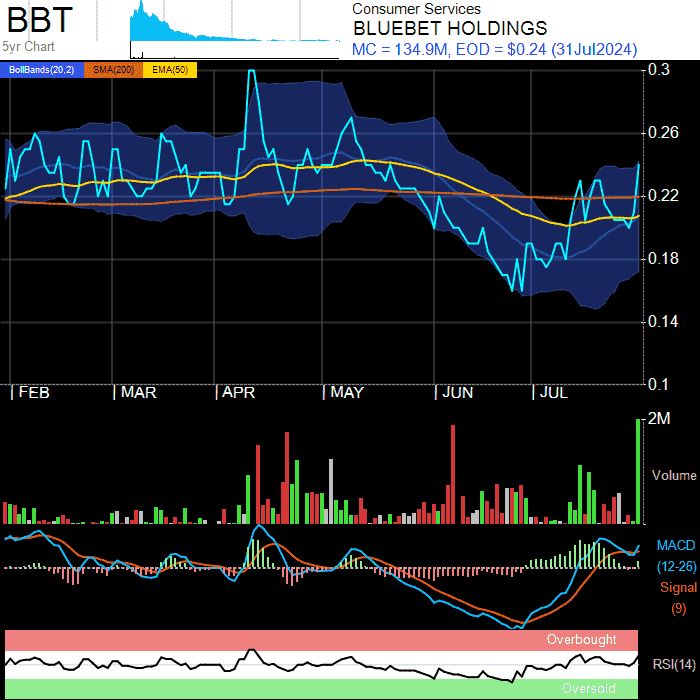 BBT
5yr Chart
Consumer Services
BLUEBET HOLDINGS
MC = 134.9M, EOD = $0.24 (31Jul2024)
BollBands(20,2) SMA(200) EMA(50)
0.3
0.26
0.22
0.18
0.14
0.1
FEB MAR APR MAY JUN JUL
2M
Volume
MACD
(12-26)
Signal
(9)
Overbought
RSI(14)
Oversold